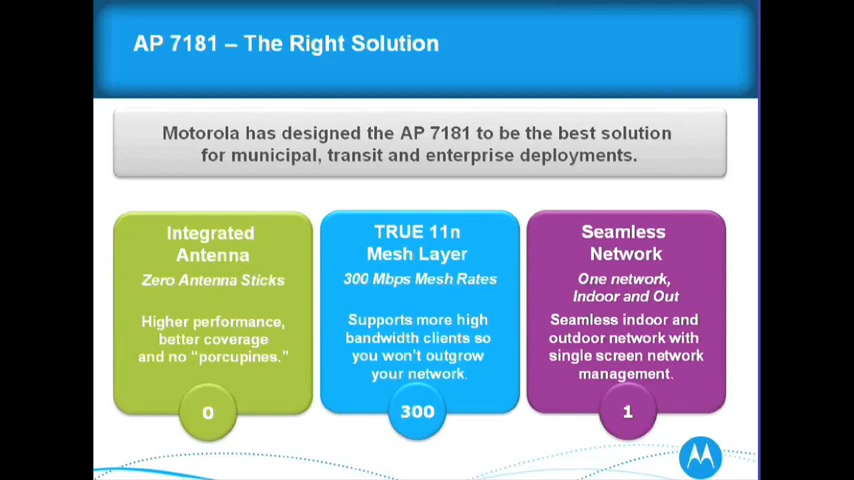 AP 7181 – The Right Solution
Motorola has designed the AP 7181 to be the best solution
for municipal, transit and enterprise deployments.
Integrated
Antenna
Zero Antenna Sticks
Higher performance,
better coverage
and no “porcupines.”
0
TRUE 11n
Mesh Layer
300 Mbps Mesh Rates
Supports more high
bandwidth clients so
you won’t outgrow
your network.
300
Seamless
Network
One network,
Indoor and Out
Seamless indoor and
outdoor network with
single screen network
management.
1